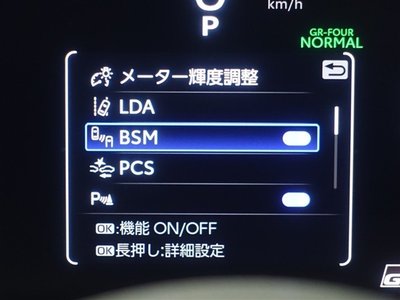 km/h
P
GR-FOUR
NORMAL
メーター輝度調整
LDA
BSM
PCS
P
OK:機能 ON/OFF
OK長押し:詳細設定